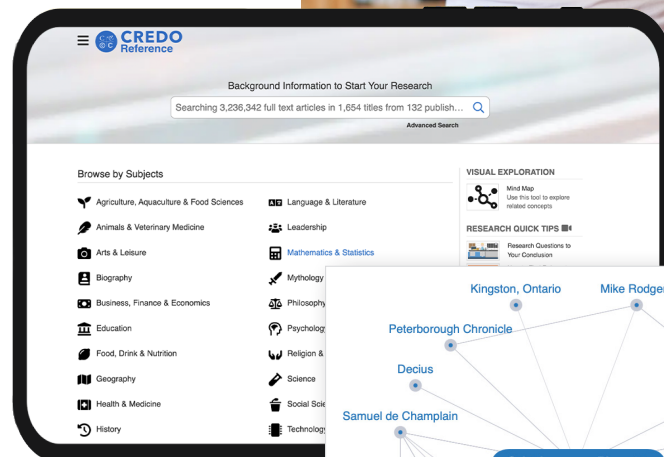 CREDO
Reference
Background Information to Start Your Research
Searching 3,236,342 full text articles in 1,654 titles from 132 publish...
Advanced Search
Browse by Subjects
Agriculture, Aquaculture & Food Sciences
Animals & Veterinary Medicine
Arts & Leisure
Biography
Business, Finance & Economics
Education
Food, Drink & Nutrition
Geography
Health & Medicine
History
Language & Literature
Leadership
Mathematics & Statistics
Mythology
Philosophy
Psychology
Religion &
Science
Social Scie
Technology
VISUAL EXPLORATION
Mind Map
Use this tool to explore
related concepts
RESEARCH QUICK TIPS
Research Questions to
Your Conclusion
Kingston, Ontario
Mike Rodger
Peterborough Chronicle
Decius
Samuel de Champlain